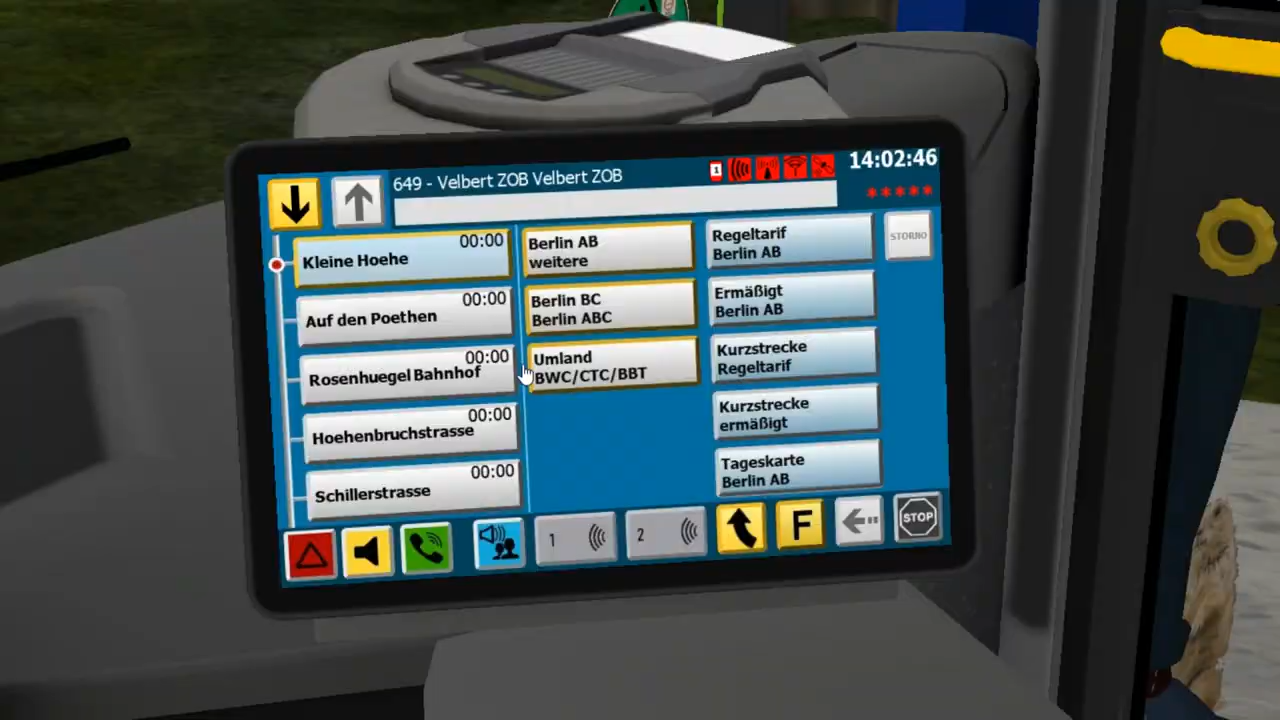 649 - Velbert ZOB Velbert ZOB
1
14:02:46
*****
00:00
Kleine Hoehe
00:00
Auf den Poethen
00:00
Rosenhuegel Bahnhof
00:00
Hoehenbruchstrasse
00:00
Schillerstrasse
Berlin AB
weitere
Berlin BC
Berlin ABC
Umland
BWC/CTC/BBT
Regeltarif
Berlin AB
Ermäßigt
Berlin AB
Kurzstrecke
Regeltarif
Kurzstrecke
ermäßigt
Tageskarte
Berlin AB
STORNO
1
2
F
STOP